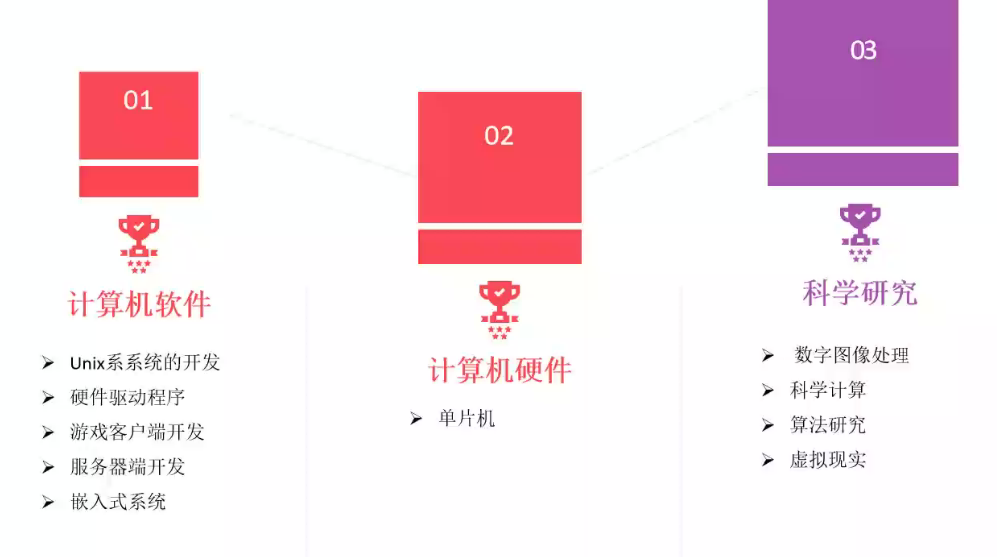 01
计算机软件
Unix系系统的开发
硬件驱动程序
游戏客户端开发
服务器端开发
嵌入式系统
02
计算机硬件
单片机
03
科学研究
数字图像处理
科学计算
算法研究
虚拟现实